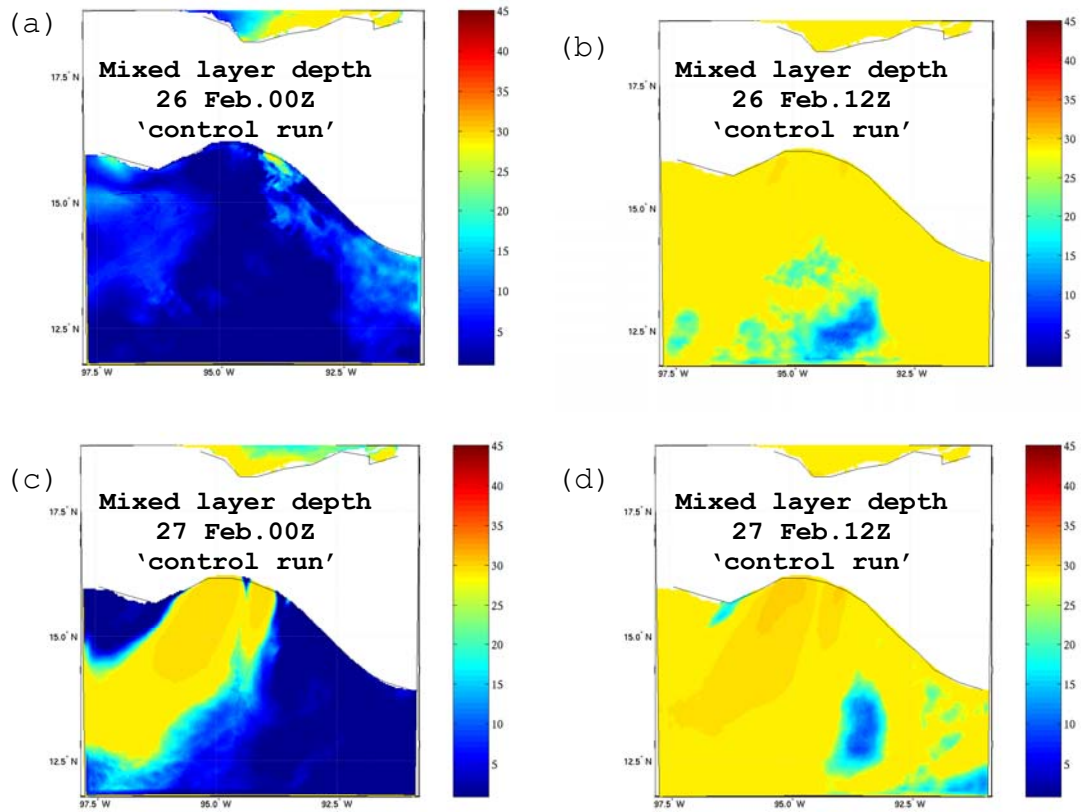 (a)
Mixed layer depth
26 Feb.00Z
‘control run’
17.5° N
15.0° N
12.5° N
97.5° W
95.0° W
92.5° W
45
40
35
30
25
20
15
10
5
(b)
Mixed layer depth
26 Feb.12Z
‘control run’
17.5° N
15.0° N
12.5° N
97.5° W
95.0° W
92.5° W
45
40
35
30
25
20
15
10
5
(c)
Mixed layer depth
27 Feb.00Z
‘control run’
17.5° N
15.0° N
12.5° N
97.5° W
95.0° W
92.5° W
45
40
35
30
25
20
15
10
5
(d)
Mixed layer depth
27 Feb.12Z
‘control run’
17.5° N
15.0° N
12.5° N
97.5° W
95.0° W
92.5° W
45
40
35
30
25
20
15
10
5